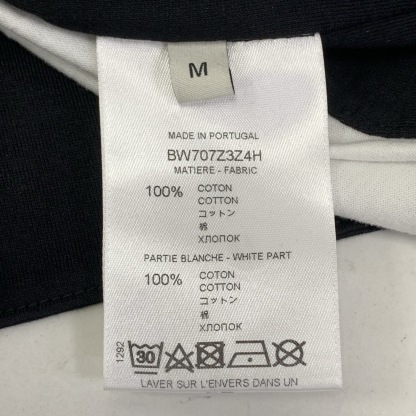 M
MADE IN PORTUGAL
BW707Z3Z4H
MATIERE - FABRIC
100% COTON
COTTON
コットン
棉
ХЛОПОК
PARTIE BLANCHE - WHITE PART
100% COTON
COTTON
コットン
棉
ХЛОПОК
1292
30
LAVER SUR L'ENVERS DANS UN